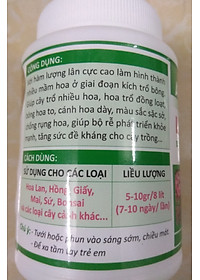 CÔNG DỤNG:
hàm lượng lân cực cao làm hình thành
nhiều mầm hoa ở giai đoạn kích trổ bông,
giúp cây trổ nhiều hoa, hoa trổ đồng loạt,
bông hoa to, cánh hoa dày, màu sắc sặc sỡ,
chống rụng hoa, giúp bộ rễ phát triển khỏe
mạnh, tăng sức đề kháng cho cây trồng...
CÁCH DÙNG:
SỬ DỤNG CHO CÁC LOẠI LIỀU LƯỢNG
Hoa Lan, Hồng, Giấy, 5-10gr/8 lít
Mai, Sứ, Bonsai (7-10 ngày/ lần)
và các loại cây cảnh khác...
Chú ý: - Tưới hoặc phun vào sáng sớm, chiều mát.
- Để xa tầm tay trẻ em